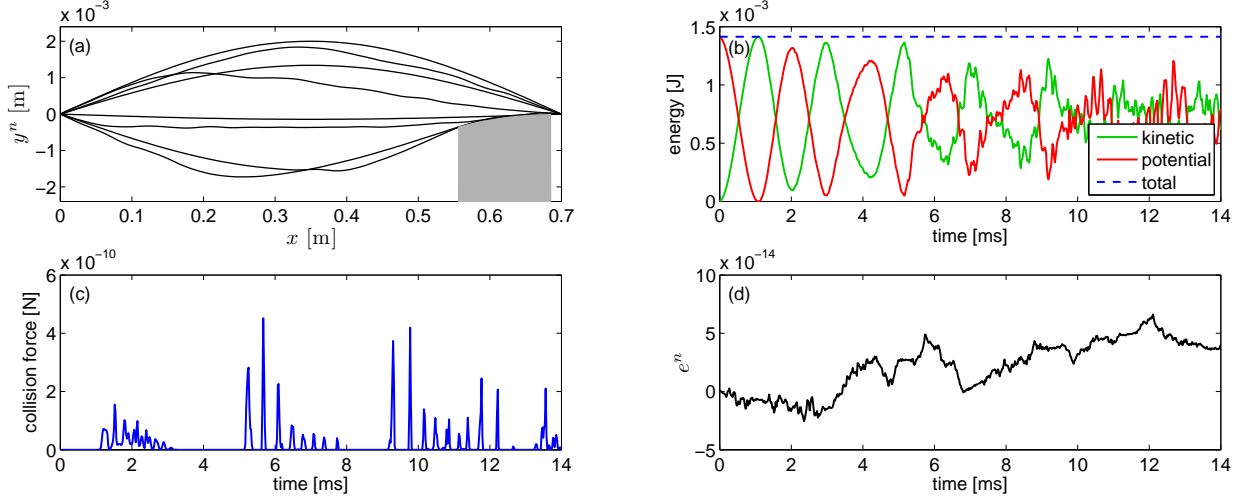 x 10⁻³
(a)
2
1
0
−1
−2
yⁿ [m]
0 0.1 0.2 0.3 0.4 0.5 0.6 0.7
x [m]
x 10⁻³
(b)
1.5
1
0.5
0
energy [J]
kinetic
potential
total
0 2 4 6 8 10 12 14
time [ms]
x 10⁻¹⁰
(c)
6
4
2
0
collision force [N]
0 2 4 6 8 10 12 14
time [ms]
x 10⁻¹⁴
(d)
10
5
0
−5
eⁿ
0 2 4 6 8 10 12 14
time [ms]